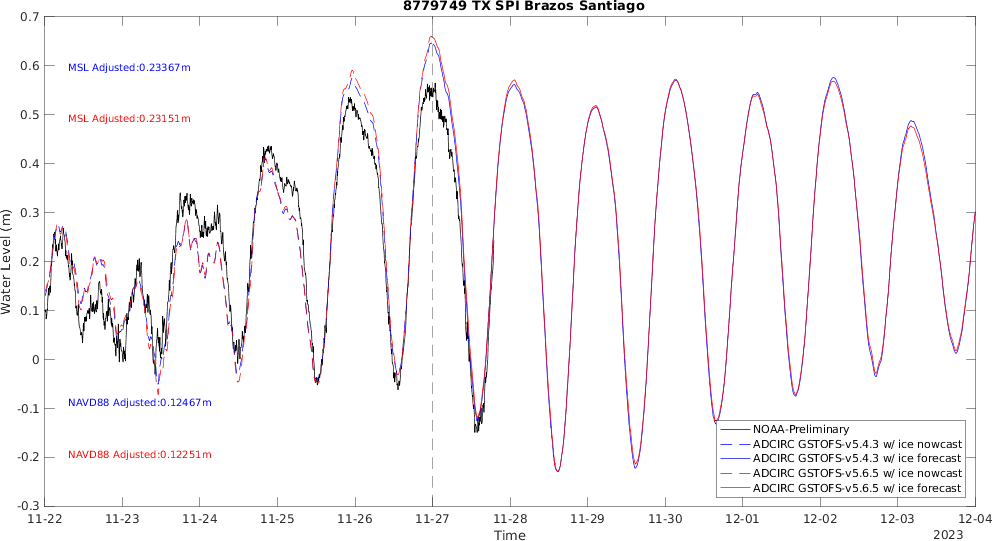 8779749 TX SPI Brazos Santiago
Water Level (m)
0.7
0.6
0.5
0.4
0.3
0.2
0.1
0
-0.1
-0.2
-0.3
MSL Adjusted:0.23367m
MSL Adjusted:0.23151m
NAVD88 Adjusted:0.12467m
NAVD88 Adjusted:0.12251m
NOAA-Preliminary
ADCIRC GSTOFS-v5.4.3 w/ ice nowcast
ADCIRC GSTOFS-v5.4.3 w/ ice forecast
ADCIRC GSTOFS-v5.6.5 w/ ice nowcast
ADCIRC GSTOFS-v5.6.5 w/ ice forecast
11-22 11-23 11-24 11-25 11-26 11-27 11-28 11-29 11-30 12-01 12-02 12-03 12-04
Time
2023